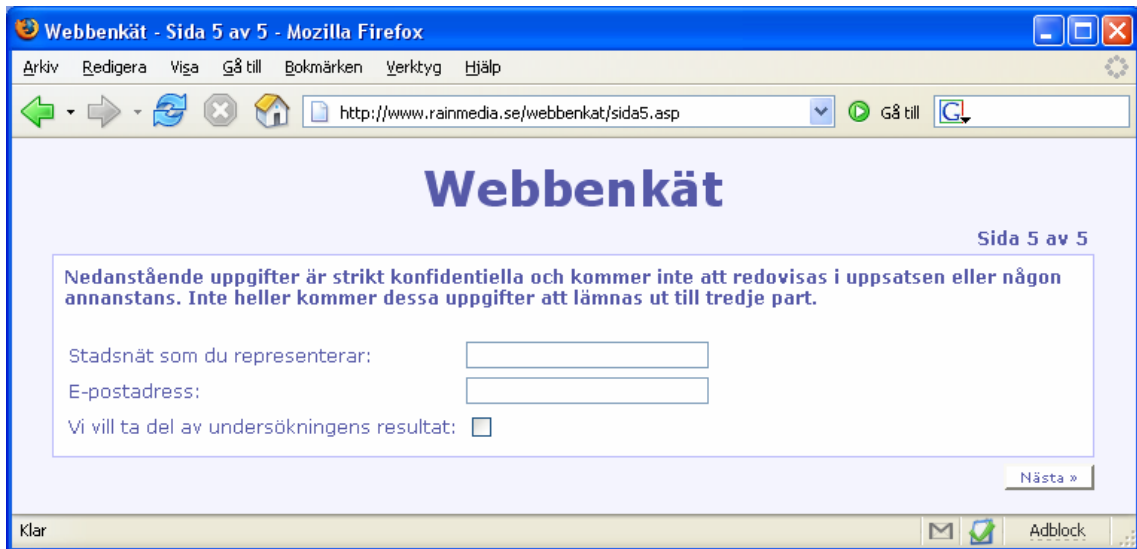 Webbenkät - Sida 5 av 5 - Mozilla Firefox
Arkiv Redigera Visa Gå till Bokmärken Verktyg Hjälp
http://www.rainmedia.se/webbenkat/sida5.asp Gå till G
Webbenkät
Sida 5 av 5
Nedanstående uppgifter är strikt konfidentiella och kommer inte att redovisas i uppsatsen eller någon
annanstans. Inte heller kommer dessa uppgifter att lämnas ut till tredje part.
Stadsnät som du representerar:
E-postadress:
Vi vill ta del av undersökningens resultat:
Nästa »
Klar Adblock